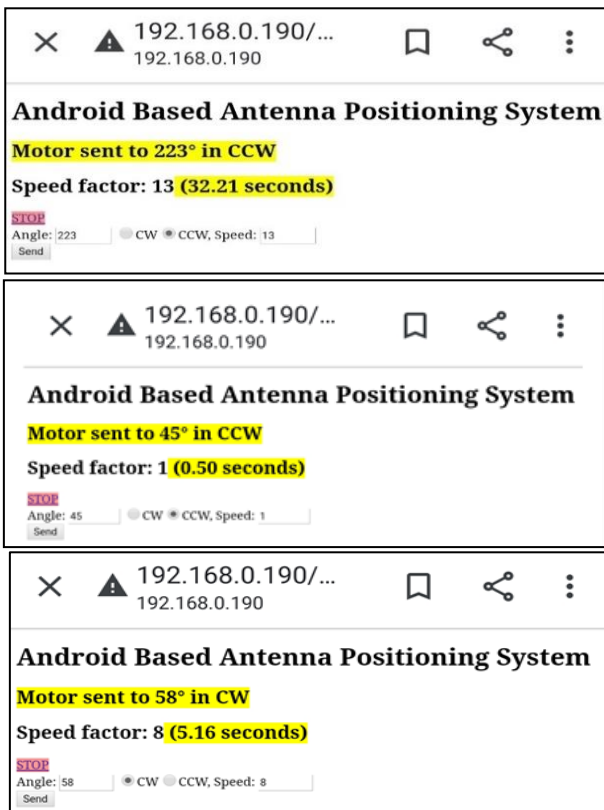 192.168.0.190/...
192.168.0.190
Android Based Antenna Positioning System
Motor sent to 223° in CCW
Speed factor: 13 (32.21 seconds)
STOP
Angle: 223 CW CCW, Speed: 13
Send
192.168.0.190/...
192.168.0.190
Android Based Antenna Positioning System
Motor sent to 45° in CCW
Speed factor: 1 (0.50 seconds)
STOP
Angle: 45 CW CCW, Speed: 1
Send
192.168.0.190/...
192.168.0.190
Android Based Antenna Positioning System
Motor sent to 58° in CW
Speed factor: 8 (5.16 seconds)
STOP
Angle: 58 CW CCW, Speed: 8
Send